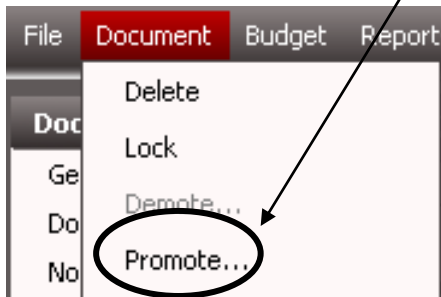 File Document Budget Report
Delete
Doc
Lock
Ge
Demote...
Do
Promote...
No